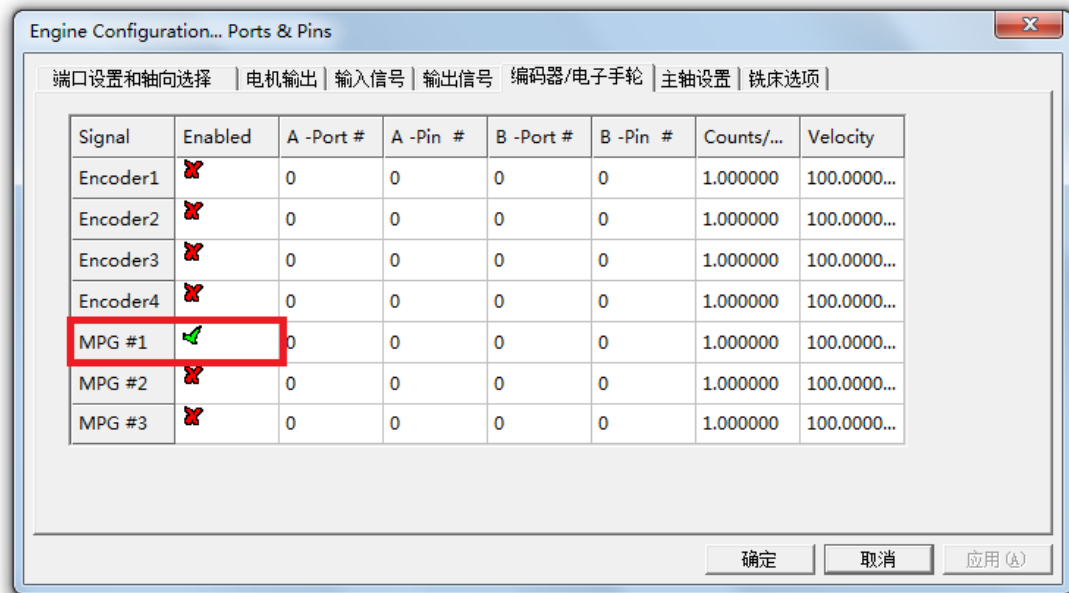 Engine Configuration... Ports & Pins
端口设置和轴向选择 电机输出 输入信号 输出信号 编码器/电子手轮 主轴设置 铣床选项
Signal Enabled A -Port # A -Pin # B -Port # B -Pin # Counts/... Velocity
Encoder1 0 0 0 0 1.000000 100.0000...
Encoder2 0 0 0 0 1.000000 100.0000...
Encoder3 0 0 0 0 1.000000 100.0000...
Encoder4 0 0 0 0 1.000000 100.0000...
MPG #1 0 0 0 0 1.000000 100.0000...
MPG #2 0 0 0 0 1.000000 100.0000...
MPG #3 0 0 0 0 1.000000 100.0000...
确定 取消 应用(A)